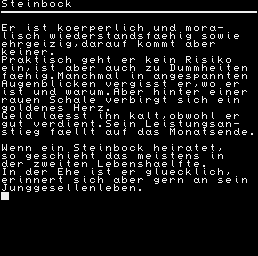 Steinbock
Er ist koerperlich und mora-
lisch wiederstandsfaehig sowie
ehrgeizig,darauf kommt aber
keiner.
Praktisch geht er kein Risiko
ein,ist aber auch zu Dummheiten
faehig.Manchmal in angespannten
Augenblicken vergisst er,wo er
ist und warum.Aber hinter einer
rauen Schale verbirgt sich ein
goldenes Herz.
Geld laesst ihn kalt,obwohl er
gut verdient.Sein Leistungsan-
stieg faellt auf das Monatsende.
Wenn ein Steinbock heiratet,
so geschieht das meistens in
der zweiten Lebenshaelfte.
In der Ehe ist er gluecklich,
erinnert sich aber gern an sein
Junggesellenleben.